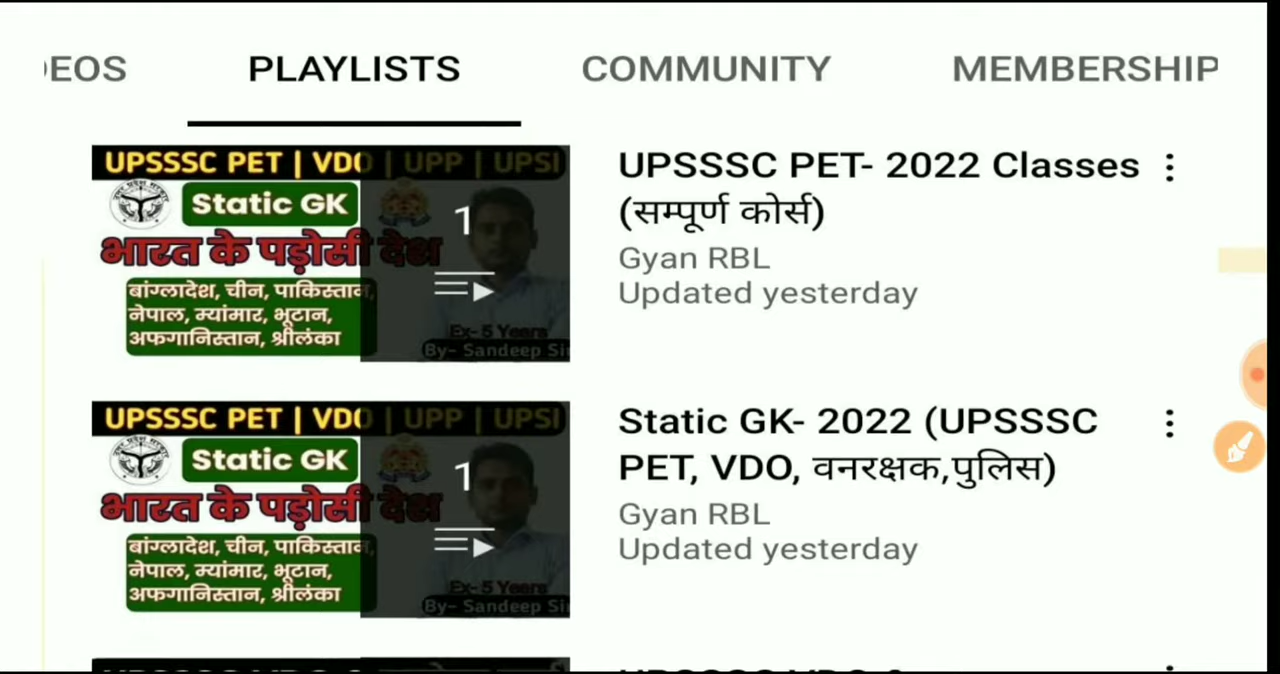 EOS
PLAYLISTS
COMMUNITY
MEMBERSHIP
UPSSSC PET | VDO | UPP | UPSI
Static GK
भारत के पड़ोसी देश
बांग्लादेश, चीन, पाकिस्तान,
नेपाल, म्यांमार, भूटान,
अफगानिस्तान, श्रीलंका
1
Ex- 5 Years
By- Sandeep Si
UPSSSC PET- 2022 Classes
(सम्पूर्ण कोर्स)
Gyan RBL
Updated yesterday
UPSSSC PET | VDO | UPP | UPSI
Static GK
भारत के पड़ोसी देश
बांग्लादेश, चीन, पाकिस्तान,
नेपाल, म्यांमार, भूटान,
अफगानिस्तान, श्रीलंका
1
Ex- 5 Years
By- Sandeep Si
Static GK- 2022 (UPSSSC
PET, VDO, वनरक्षक,पुलिस)
Gyan RBL
Updated yesterday